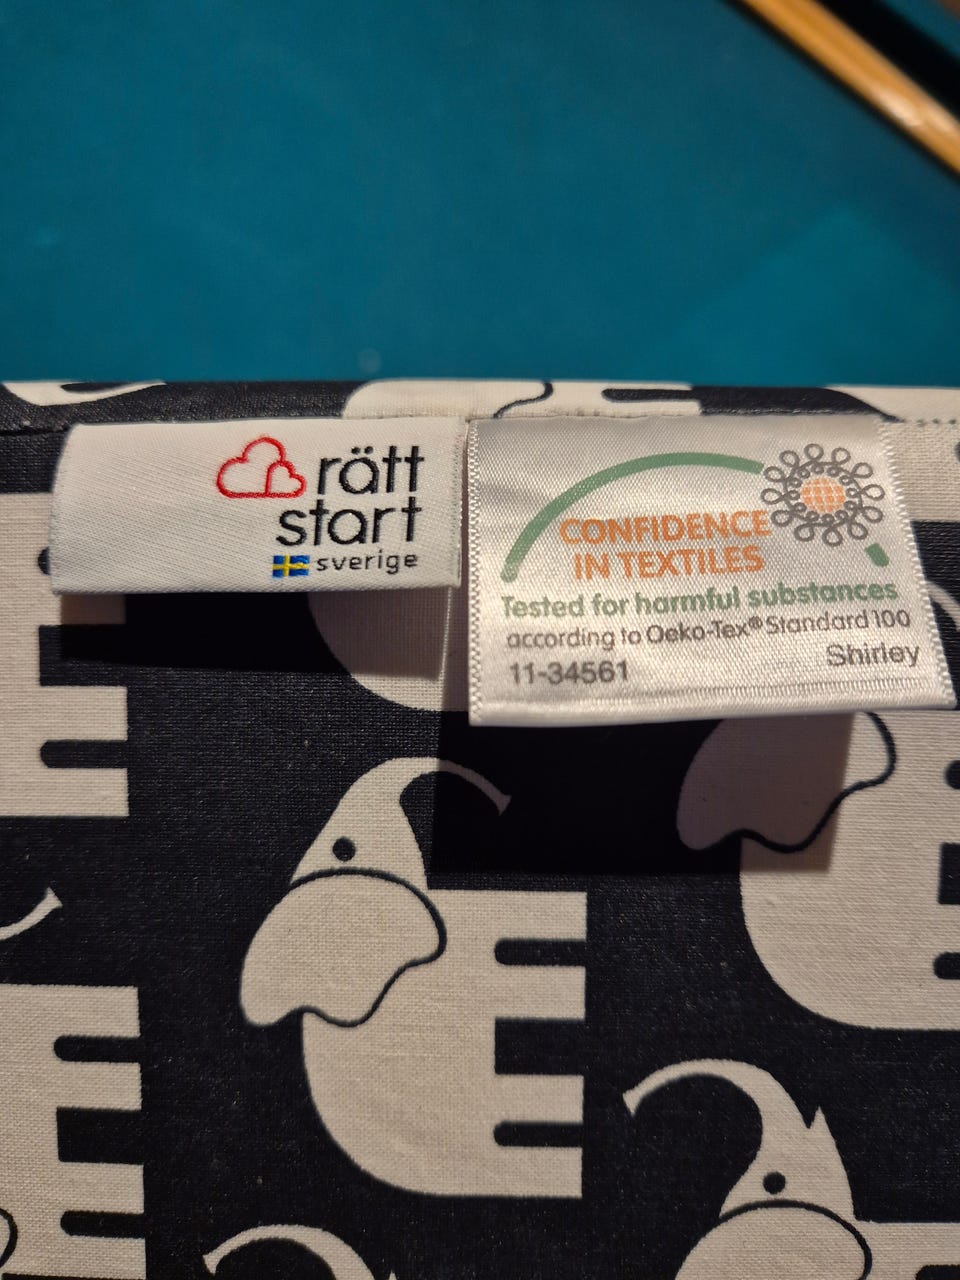 rätt
start
sverige
CONFIDENCE
IN TEXTILES
Tested for harmful substances
according to Oeko-Tex® Standard 100
11-34561 Shirley